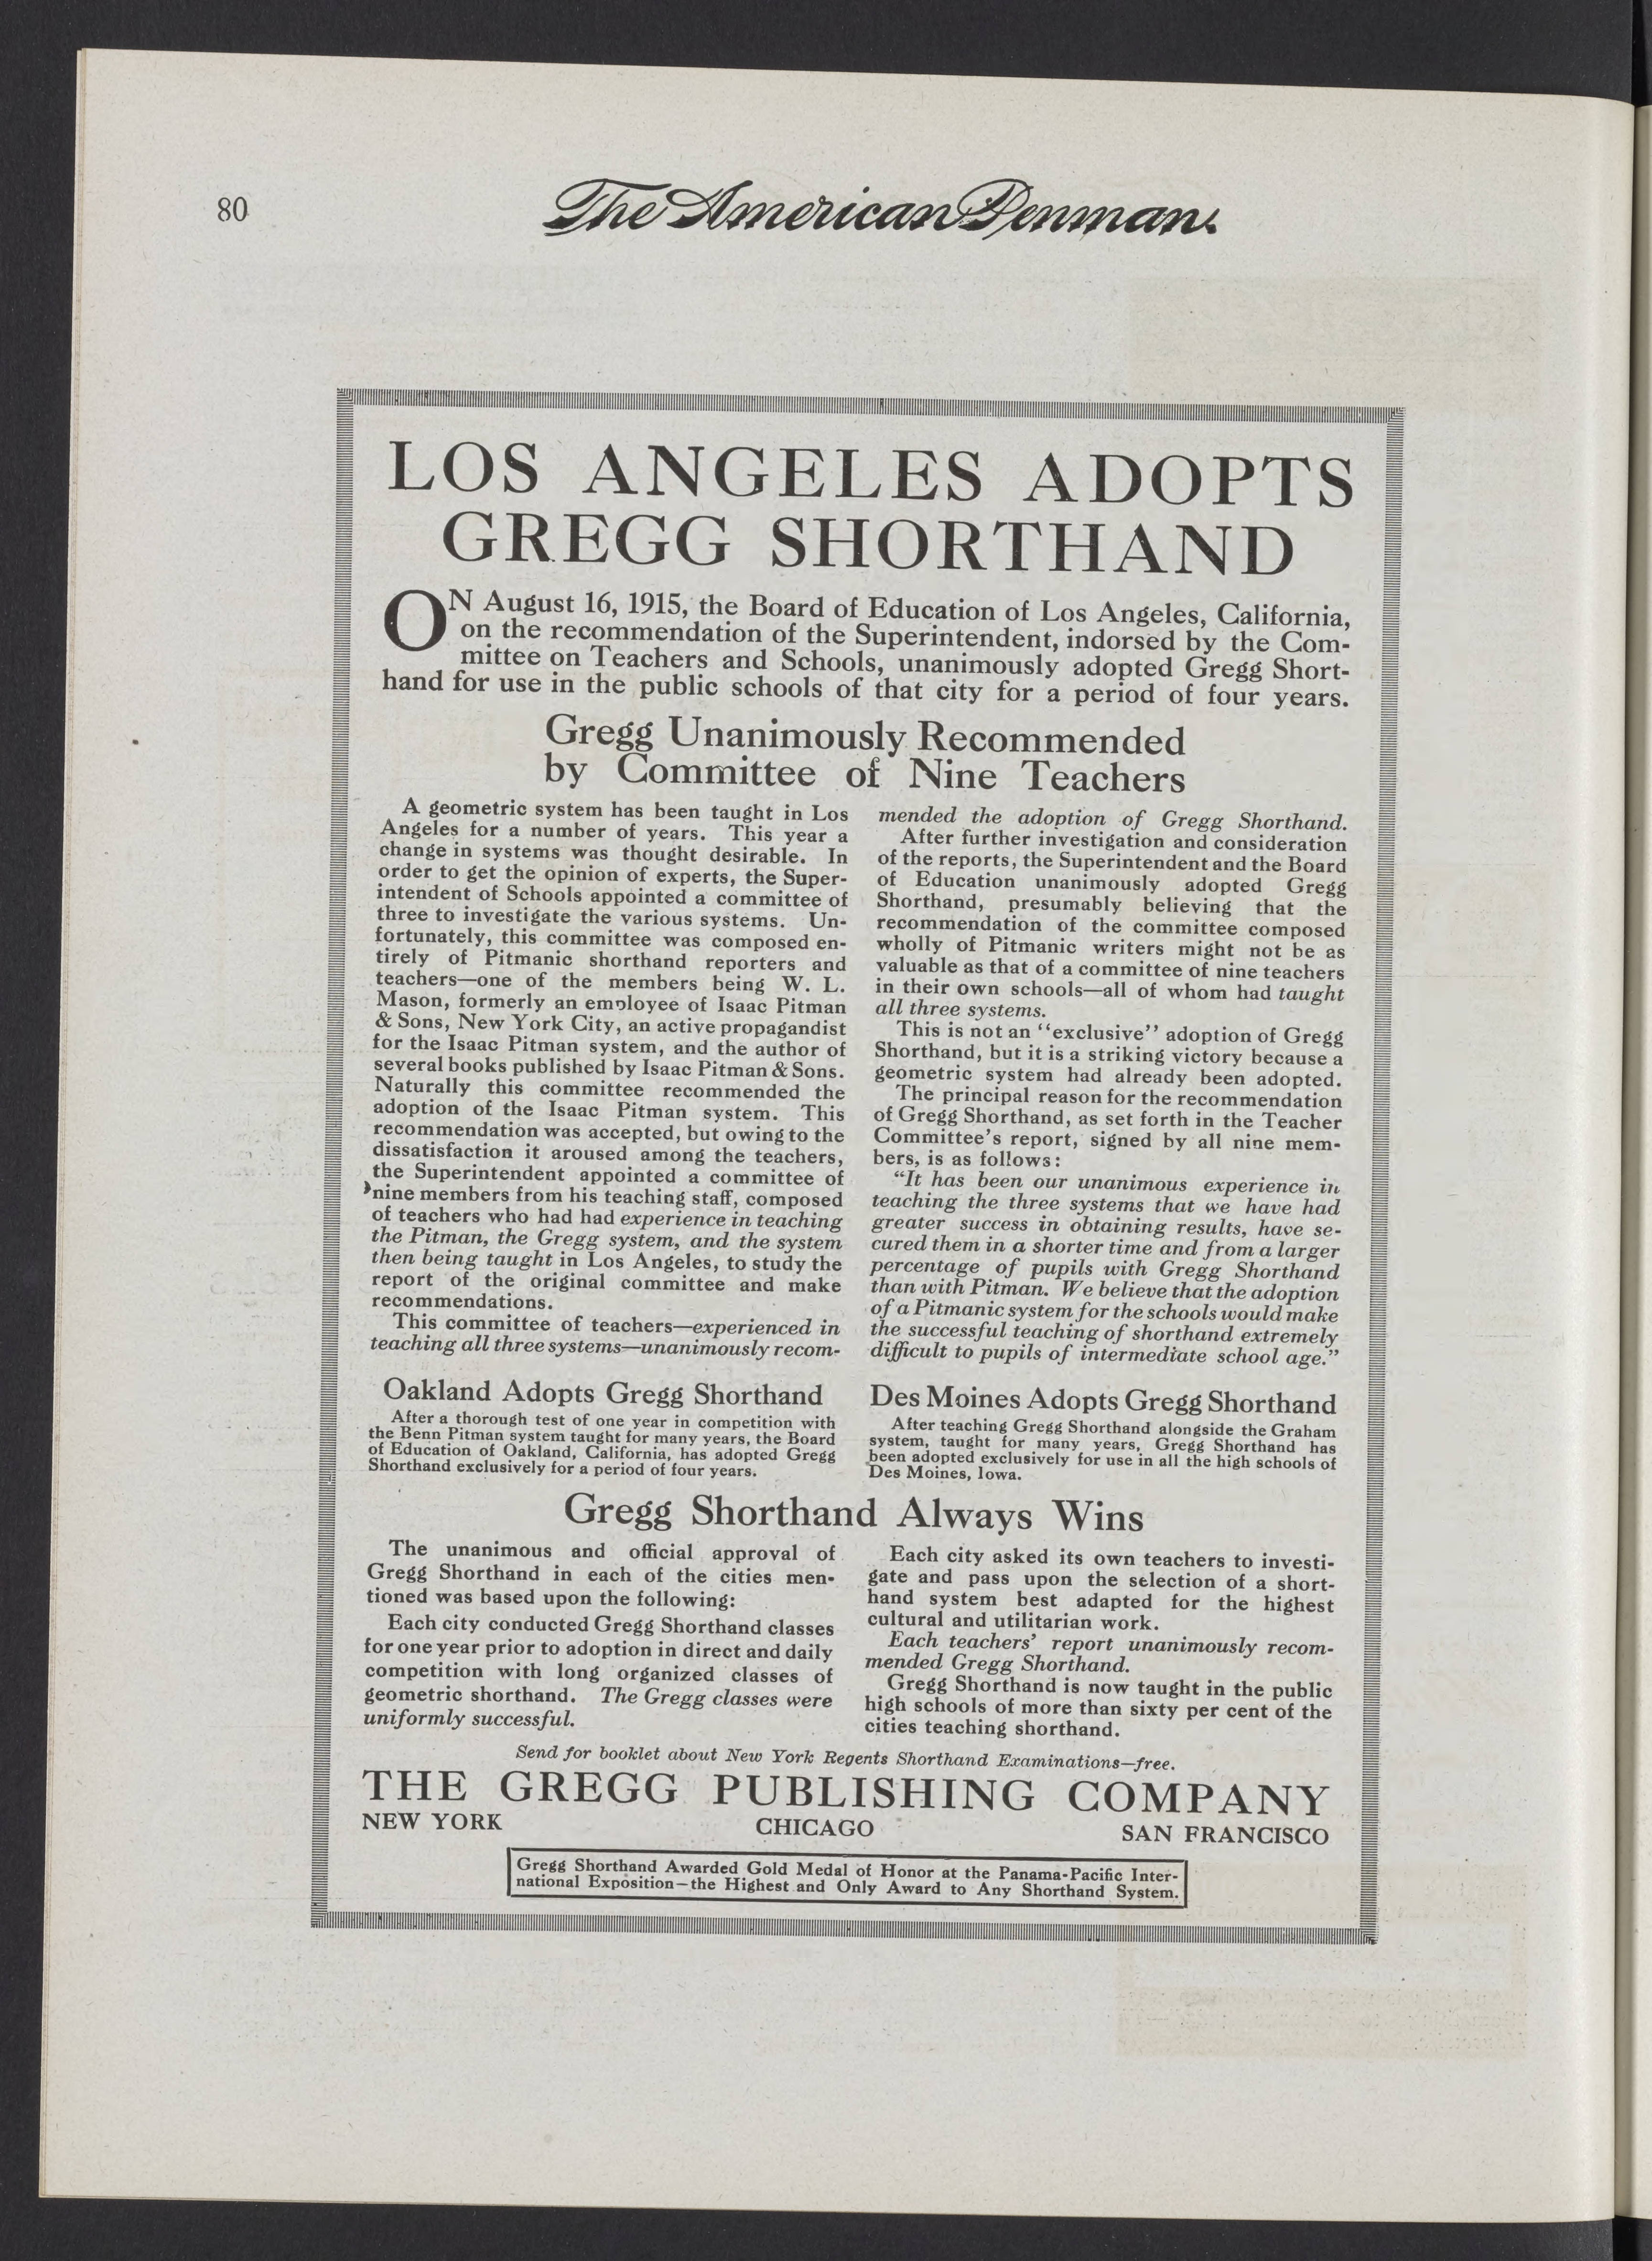 80
The American Penman
LOS ANGELES ADOPTS
GREGG SHORTHAND
ON August 16, 1915, the Board of Education of Los Angeles, California,
on the recommendation of the Superintendent, indorsed by the Com-
mittee on Teachers and Schools, unanimously adopted Gregg Short-
hand for use in the public schools of that city for a period of four years.
Gregg Unanimously Recommended
by Committee of Nine Teachers
A geometric system has been taught in Los
Angeles for a number of years. This year a
change in systems was thought desirable. In
order to get the opinion of experts, the Super-
intendent of Schools appointed a committee of
three to investigate the various systems. Un-
fortunately, this committee was composed en-
tirely of Pitmanic shorthand reporters and
teachers—one of the members being W. L.
Mason, formerly an employee of Isaac Pitman
& Sons, New York City, an active propagandist
for the Isaac Pitman system, and the author of
several books published by Isaac Pitman & Sons.
Naturally this committee recommended the
adoption of the Isaac Pitman system. This
recommendation was accepted, but owing to the
dissatisfaction it aroused among the teachers,
the Superintendent appointed a committee of
nine members from his teaching staff, composed
of teachers who had had experience in teaching
the Pitman, the Gregg system, and the system
then being taught in Los Angeles, to study the
report of the original committee and make
recommendations.
This committee of teachers—experienced in
teaching all three systems—unanimously recom-
mended the adoption of Gregg Shorthand.
After further investigation and consideration
of the reports, the Superintendent and the Board
of Education unanimously adopted Gregg
Shorthand, presumably believing that the
recommendation of the committee composed
wholly of Pitmanic writers might not be as
valuable as that of a committee of nine teachers
in their own schools—all of whom had taught
all three systems.
This is not an "exclusive" adoption of Gregg
Shorthand, but it is a striking victory because a
geometric system had already been adopted.
The principal reason for the recommendation
of Gregg Shorthand, as set forth in the Teacher
Committee's report, signed by all nine mem-
bers, is as follows:
"It has been our unanimous experience in
teaching the three systems that we have had
greater success in obtaining results, have se-
cured them in a shorter time and from a larger
percentage of pupils with Gregg Shorthand
than with Pitman. We believe that the adoption
of a Pitmanic system for the schools would make
the successful teaching of shorthand extremely
difficult to pupils of intermediate school age."
Oakland Adopts Gregg Shorthand
After a thorough test of one year in competition with
the Benn Pitman system taught for many years, the Board
of Education of Oakland, California, has adopted Gregg
Shorthand exclusively for a period of four years.
Des Moines Adopts Gregg Shorthand
After teaching Gregg Shorthand alongside the Graham
system, taught for many years, Gregg Shorthand has
been adopted exclusively for use in all the high schools of
Des Moines, Iowa.
Gregg Shorthand Always Wins
The unanimous and official approval of
Gregg Shorthand in each of the cities men-
tioned was based upon the following:
Each city conducted Gregg Shorthand classes
for one year prior to adoption in direct and daily
competition with long organized classes of
geometric shorthand. The Gregg classes were
uniformly successful.
Each city asked its own teachers to investi-
gate and pass upon the selection of a short-
hand system best adapted for the highest
cultural and utilitarian work.
Each teachers' report unanimously recom-
mended Gregg Shorthand.
Gregg Shorthand is now taught in the public
high schools of more than sixty per cent of the
cities teaching shorthand.
Send for booklet about New York Regents Shorthand Examinations—free.
THE GREGG PUBLISHING COMPANY
NEW YORK CHICAGO SAN FRANCISCO
Gregg Shorthand Awarded Gold Medal of Honor at the Panama-Pacific Inter-
national Exposition—the Highest and Only Award to Any Shorthand System.